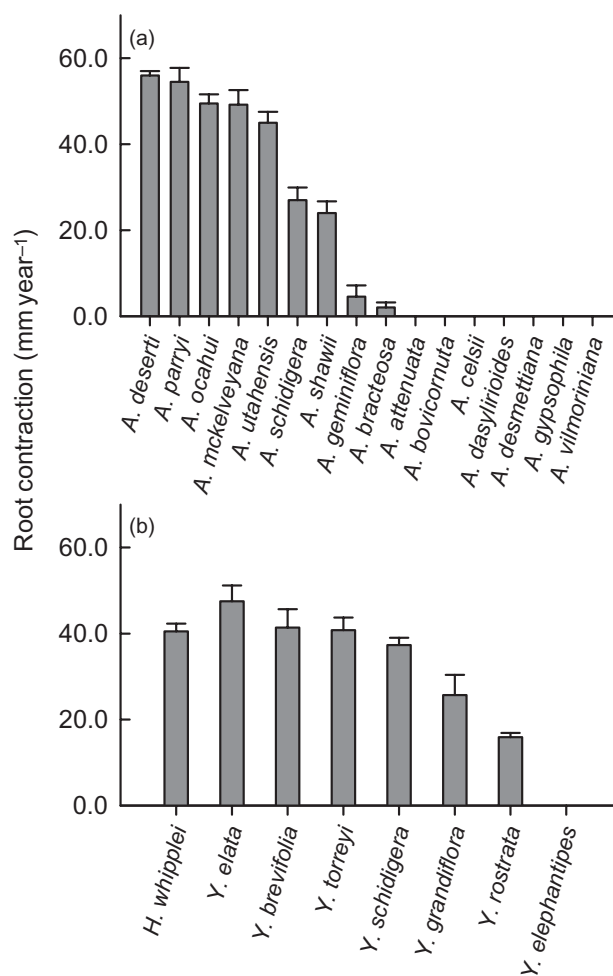 Root contraction (mm year⁻¹)
(a)
60.0
40.0
20.0
0.0
A. deserti
A. parryi
A. ocahui
A. mckelveyana
A. utahensis
A. schidigera
A. shawii
A. geminiflora
A. bracteosa
A. attenuata
A. bovicornuta
A. celsii
A. dasylirioides
A. desmettiana
A. gypsophila
A. vilmoriniana
(b)
60.0
40.0
20.0
0.0
H. whipplei
Y. elata
Y. brevifolia
Y. torreyi
Y. schidigera
Y. grandiflora
Y. rostrata
Y. elephantipes